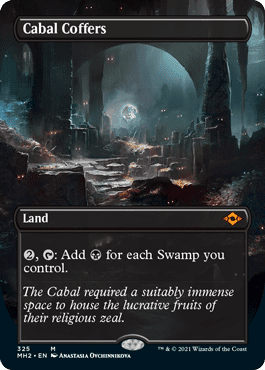 Cabal Coffers
Land
2, T: Add B for each Swamp you
control.
The Cabal required a suitably immense
space to house the lucrative fruits of
their religious zeal.
325 M
MH2 • EN Anastasia Ovchinnikova
™ & © 2021 Wizards of the Coast